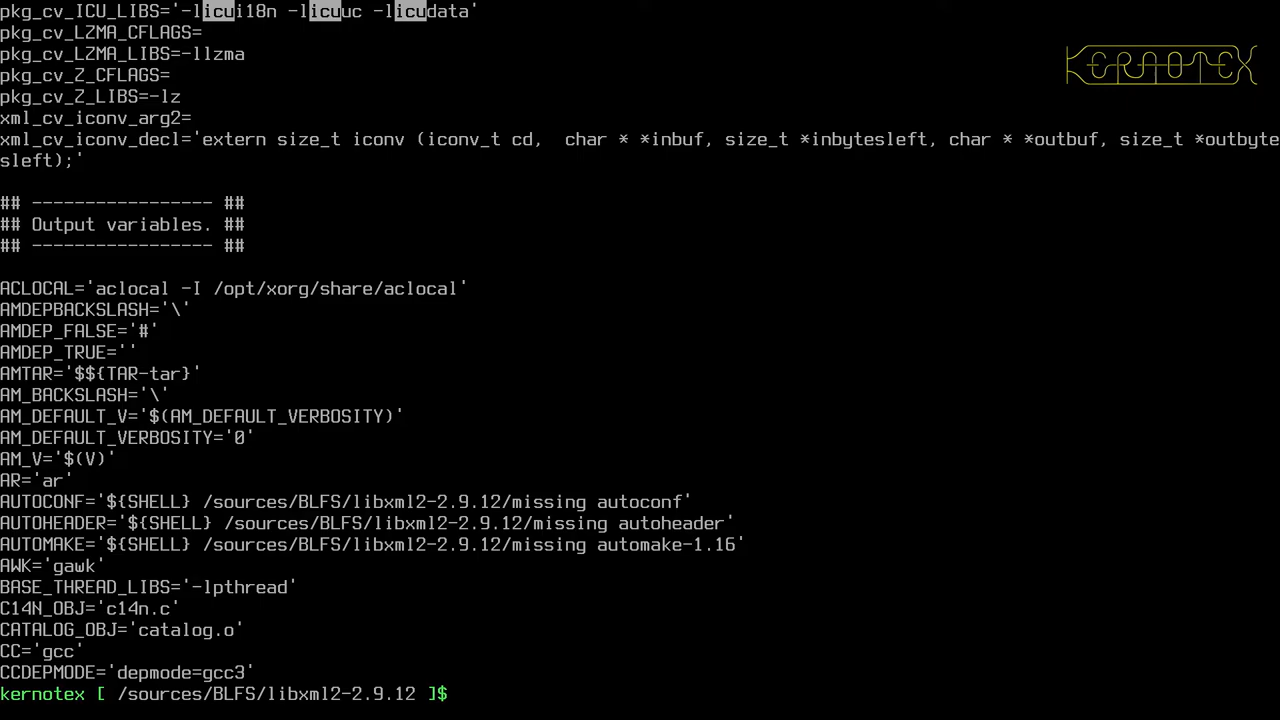 pkg_cv_ICU_LIBS='-licui18n -licuuc -licudata'
pkg_cv_LZMA_CFLAGS=
pkg_cv_LZMA_LIBS=-llzma
pkg_cv_Z_CFLAGS=
pkg_cv_Z_LIBS=-lz
xml_cv_iconv_arg2=
xml_cv_iconv_decl='extern size_t iconv (iconv_t cd,  char * *inbuf, size_t *inbytesleft, char * *outbuf, size_t *outbyte
sleft);'
KERNOTEX
## ----------------- ##
## Output variables. ##
## ----------------- ##
ACLOCAL='aclocal -I /opt/xorg/share/aclocal'
AMDEPBACKSLASH='\'
AMDEP_FALSE='#'
AMDEP_TRUE=''
AMTAR='$${TAR-tar}'
AM_BACKSLASH='\'
AM_DEFAULT_V='$(AM_DEFAULT_VERBOSITY)'
AM_DEFAULT_VERBOSITY='0'
AM_V='$(V)'
AR='ar'
AUTOCONF='${SHELL} /sources/BLFS/libxml2-2.9.12/missing autoconf'
AUTOHEADER='${SHELL} /sources/BLFS/libxml2-2.9.12/missing autoheader'
AUTOMAKE='${SHELL} /sources/BLFS/libxml2-2.9.12/missing automake-1.16'
AWK='gawk'
BASE_THREAD_LIBS='-lpthread'
C14N_OBJ='c14n.c'
CATALOG_OBJ='catalog.o'
CC='gcc'
CCDEPMODE='depmode=gcc3'
kernotex [ /sources/BLFS/libxml2-2.9.12 ]$